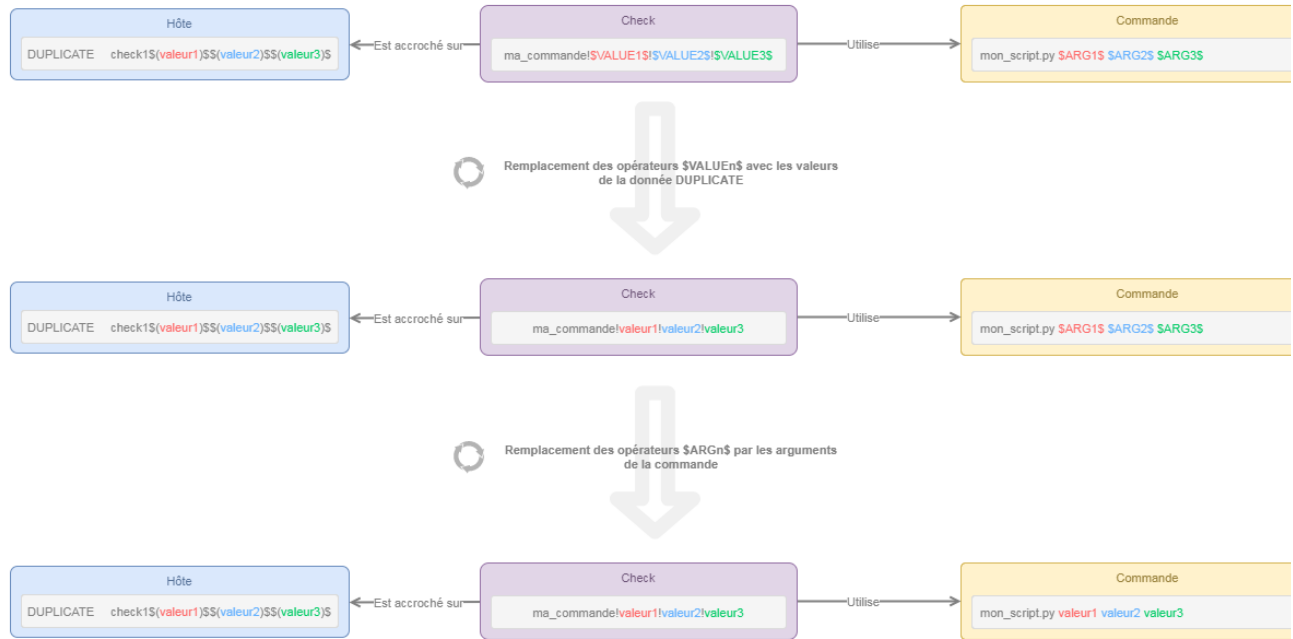 Hôte
DUPLICATE check1$(valeur1)$$(valeur2)$$(valeur3)$
Est accroché sur
Check
ma_commande!$VALUE1$!$VALUE2$!$VALUE3$
Utilise
Commande
mon_script.py $ARG1$ $ARG2$ $ARG3$
Remplacement des opérateurs $VALUEn$ avec les valeurs
de la donnée DUPLICATE
Hôte
DUPLICATE check1$(valeur1)$$(valeur2)$$(valeur3)$
Est accroché sur
Check
ma_commande!valeur1!valeur2!valeur3
Utilise
Commande
mon_script.py $ARG1$ $ARG2$ $ARG3$
Remplacement des opérateurs $ARGn$ par les arguments
de la commande
Hôte
DUPLICATE check1$(valeur1)$$(valeur2)$$(valeur3)$
Est accroché sur
Check
ma_commande!valeur1!valeur2!valeur3
Utilise
Commande
mon_script.py valeur1 valeur2 valeur3